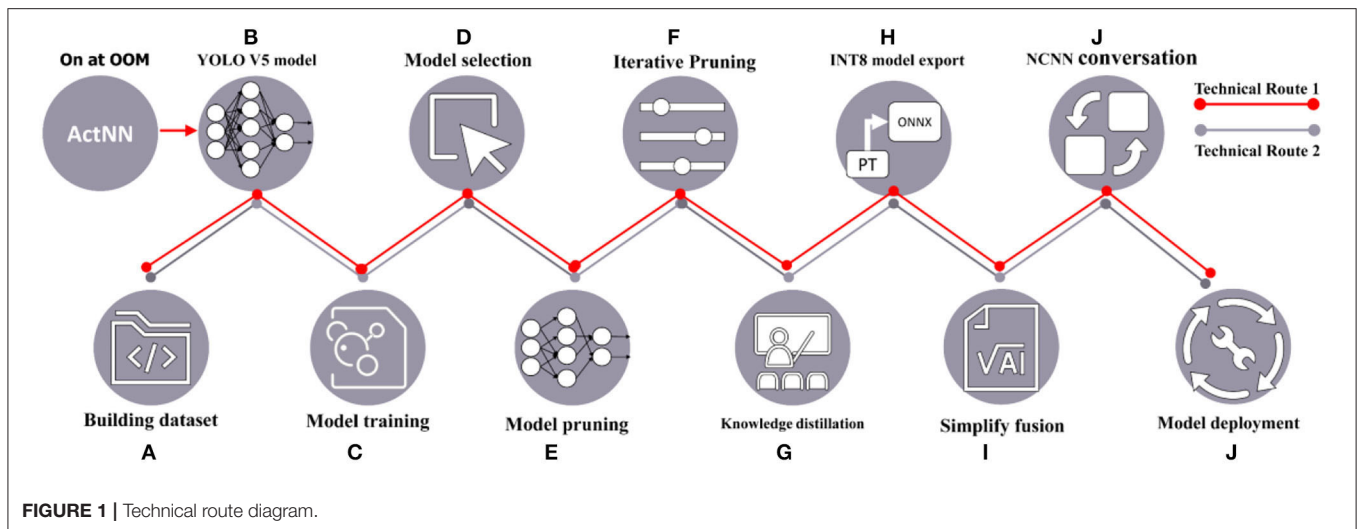 B
D
F
H
J
On at OOM
YOLO V5 model
Model selection
Iterative Pruning
INT8 model export
NCNN conversation
ActNN
ONNX
PT
Technical Route 1
Technical Route 2
</>
√AI
Building dataset
Model training
Model pruning
Knowledge distillation
Simplify fusion
Model deployment
A
C
E
G
I
J
FIGURE 1 | Technical route diagram.